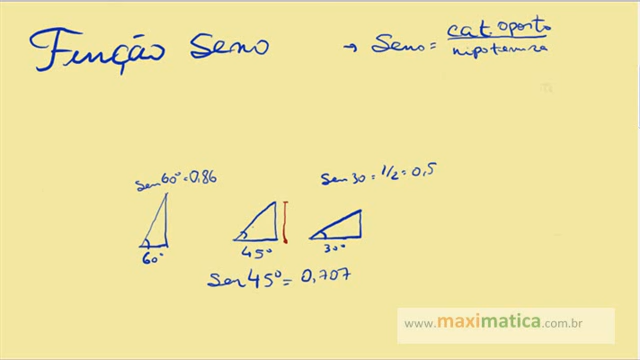 Função Seno
→ Seno = cat. oposto
hipotenusa
Sen 60° = 0,86
Sen 30 = 1/2 = 0,5
60°
45°
30°
Sen 45° = 0,707
www.maximatica.com.br